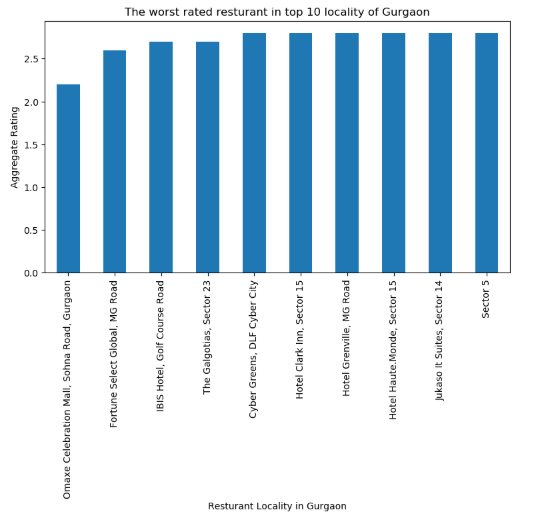 The worst rated resturant in top 10 locality of Gurgaon
Aggregate Rating
2.5
2.0
1.5
1.0
0.5
0.0
Omaxe Celebration Mall, Sohna Road, Gurgaon
Fortune Select Global, MG Road
IBIS Hotel, Golf Course Road
The Galgotias, Sector 23
Cyber Greens, DLF Cyber City
Hotel Clark Inn, Sector 15
Hotel Grenville, MG Road
Hotel Haute.Monde, Sector 15
Jukaso It Suites, Sector 14
Sector 5
Resturant Locality in Gurgaon